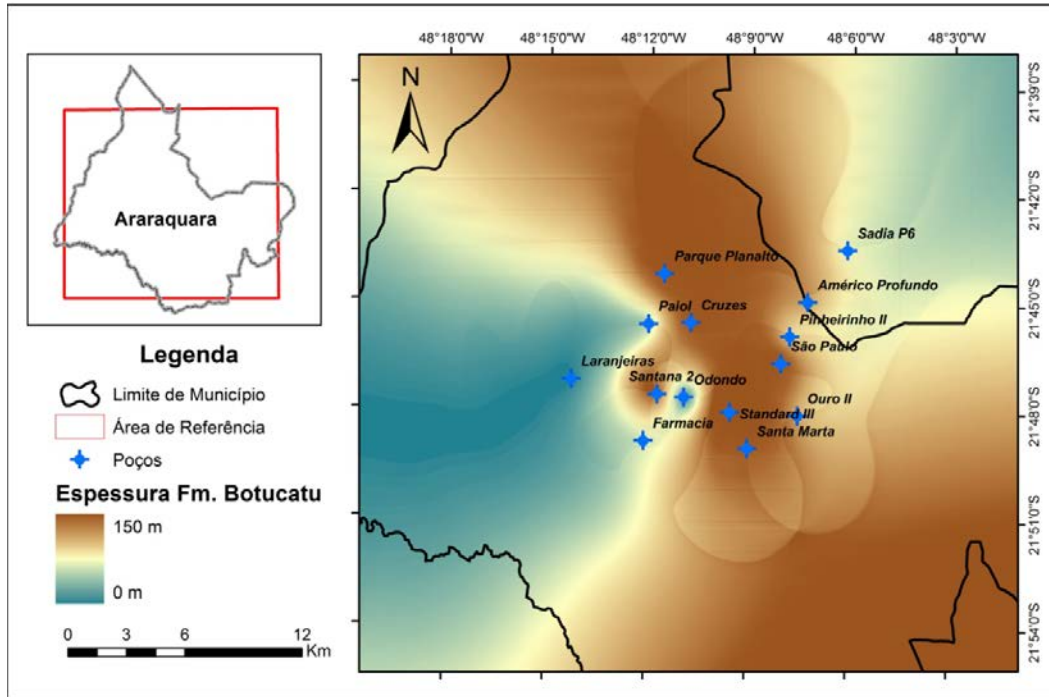 Araraquara
Legenda
Limite de Município
Área de Referência
Poços
Espessura Fm. Botucatu
150 m
0 m
0 3 6 12
Km
48°18'0"W 48°15'0"W 48°12'0"W 48°9'0"W 48°6'0"W 48°3'0"W
N
21°39'0"S
21°42'0"S
21°45'0"S
21°48'0"S
21°51'0"S
21°54'0"S
Sadia P6
Parque Planalto
Américo Profundo
Paiol
Cruzes
Pinheirinho II
São Paulo
Laranjeiras
Santana 2
Odondo
Ouro II
Standard III
Farmacia
Santa Marta